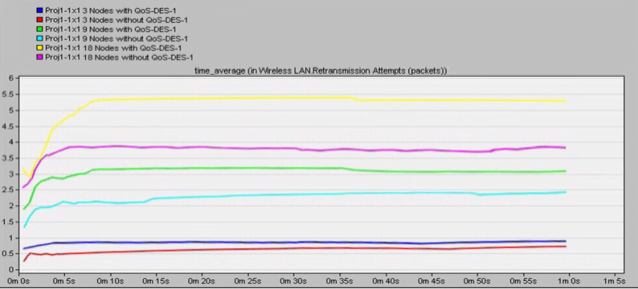 Proj1-1x1 3 Nodes with QoS-DES-1
Proj1-1x1 3 Nodes without QoS-DES-1
Proj1-1x1 9 Nodes with QoS-DES-1
Proj1-1x1 9 Nodes without QoS-DES-1
Proj1-1x1 18 Nodes with QoS-DES-1
Proj1-1x1 18 Nodes without QoS-DES-1
time_average (in Wireless LAN.Retransmission Attempts (packets))
6
5.5
5
4.5
4
3.5
3
2.5
2
1.5
1
0.5
0
0m 0s 0m 5s 0m 10s 0m 15s 0m 20s 0m 25s 0m 30s 0m 35s 0m 40s 0m 45s 0m 50s 0m 55s 1m 0s 1m 5s